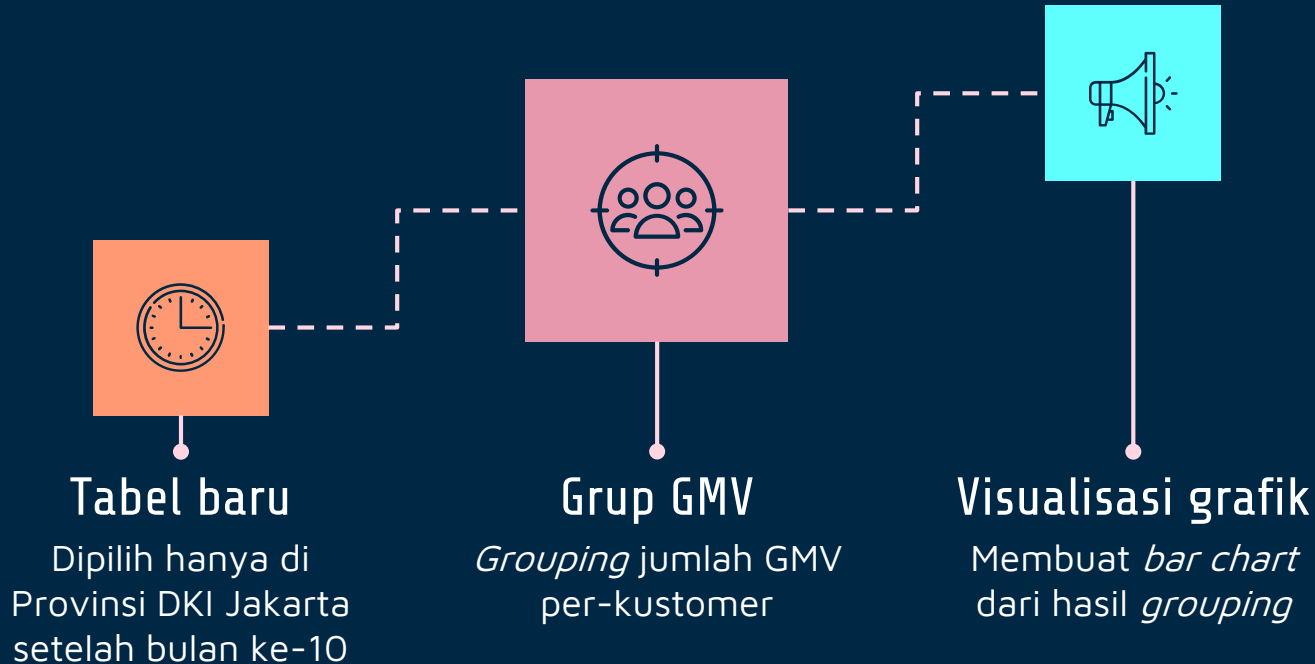 Tabel baru
Dipilih hanya di
Provinsi DKI Jakarta
setelah bulan ke-10
Grup GMV
Grouping jumlah GMV
per-kustomer
Visualisasi grafik
Membuat bar chart
dari hasil grouping